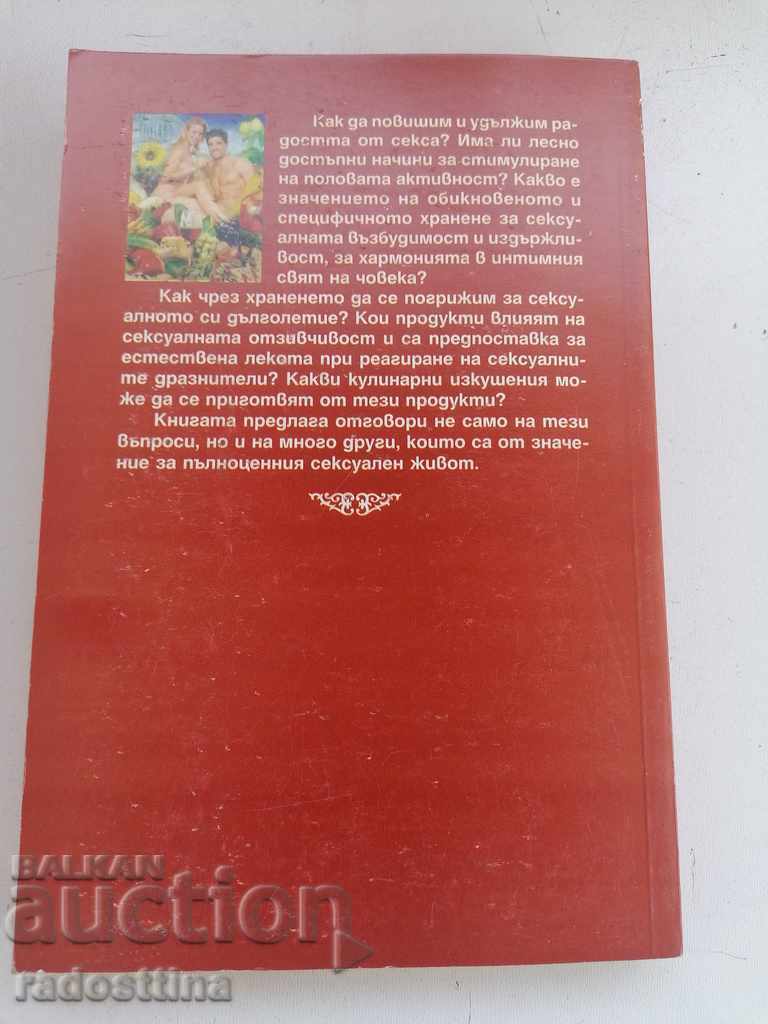 Как да повишим и удължим ра-
достта от секса? Има ли лесно
достъпни начини за стимулиране
на половата активност? Какво е
значението на обикновеното и
специфичното хранене за сексу-
алната възбудимост и издържли-
вост, за хармонията в интимния
свят на човека?
Как чрез храненето да се погрижим за сексу-
алното си дълголетие? Кои продукти влияят на
сексуалната отзивчивост и са предпоставка за
естествена лекота при реагиране на сексуални-
те дразнители? Какви кулинарни изкушения мо-
же да се приготвят от тези продукти?
Книгата предлага отговори не само на тези
въпроси, но и на много други, които са от значе-
ние за пълноценния сексуален живот.
BALKAN
auction
radosttina